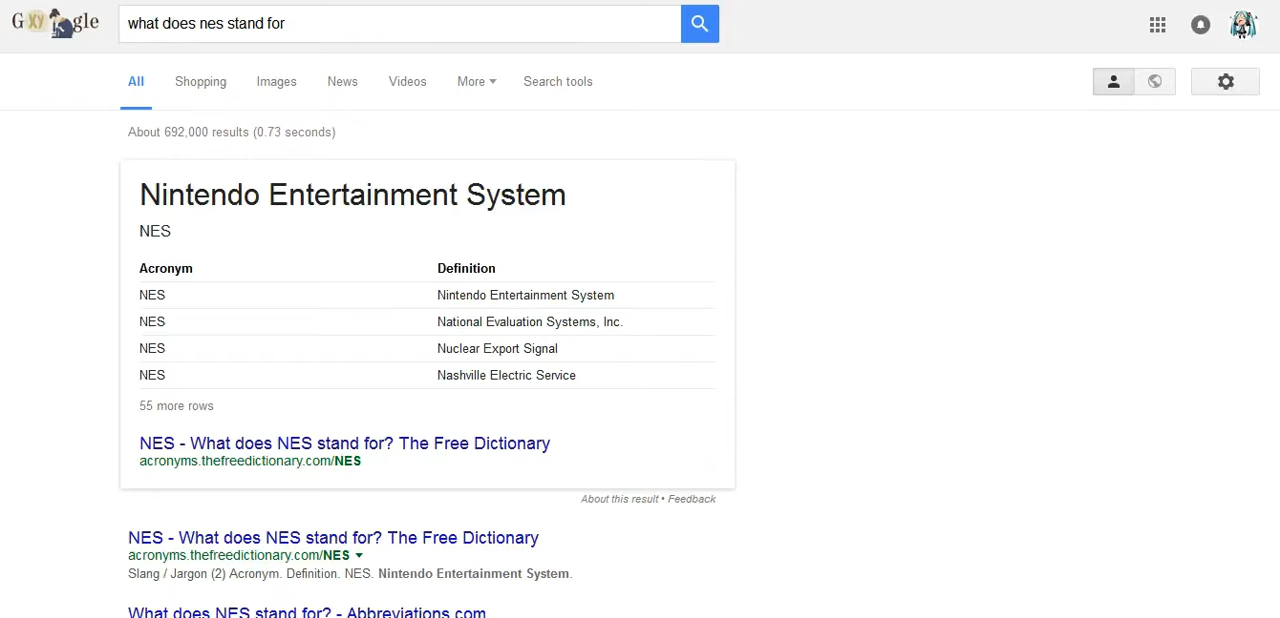 G xy gle
what does nes stand for
All Shopping Images News Videos More Search tools
About 692,000 results (0.73 seconds)
Nintendo Entertainment System
NES
Acronym Definition
NES Nintendo Entertainment System
NES National Evaluation Systems, Inc.
NES Nuclear Export Signal
NES Nashville Electric Service
55 more rows
NES - What does NES stand for? The Free Dictionary
acronyms.thefreedictionary.com/NES
About this result • Feedback
NES - What does NES stand for? The Free Dictionary
acronyms.thefreedictionary.com/NES
Slang / Jargon (2) Acronym. Definition. NES. Nintendo Entertainment System.
What does NES stand for? - Abbreviations.com